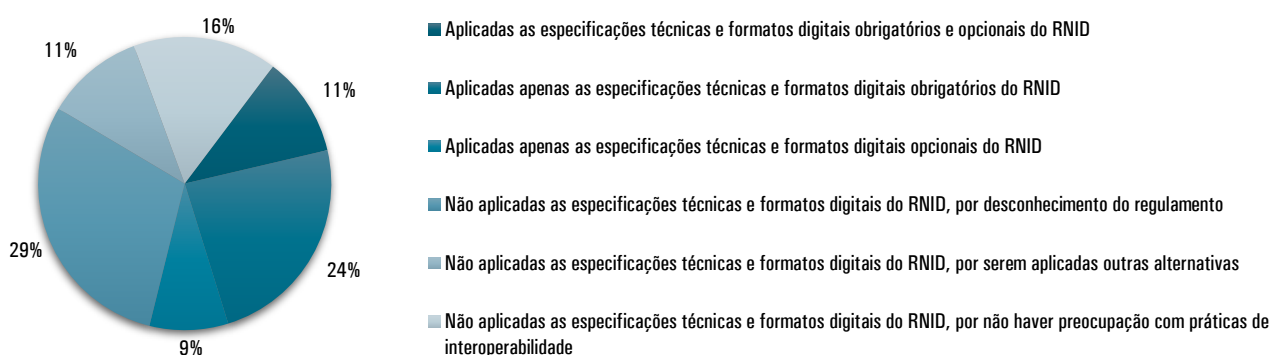 16%
11%
11%
29%
24%
9%
Aplicadas as especificações técnicas e formatos digitais obrigatórios e opcionais do RNID
Aplicadas apenas as especificações técnicas e formatos digitais obrigatórios do RNID
Aplicadas apenas as especificações técnicas e formatos digitais opcionais do RNID
Não aplicadas as especificações técnicas e formatos digitais do RNID, por desconhecimento do regulamento
Não aplicadas as especificações técnicas e formatos digitais do RNID, por serem aplicadas outras alternativas
Não aplicadas as especificações técnicas e formatos digitais do RNID, por não haver preocupação com práticas de
interoperabilidade